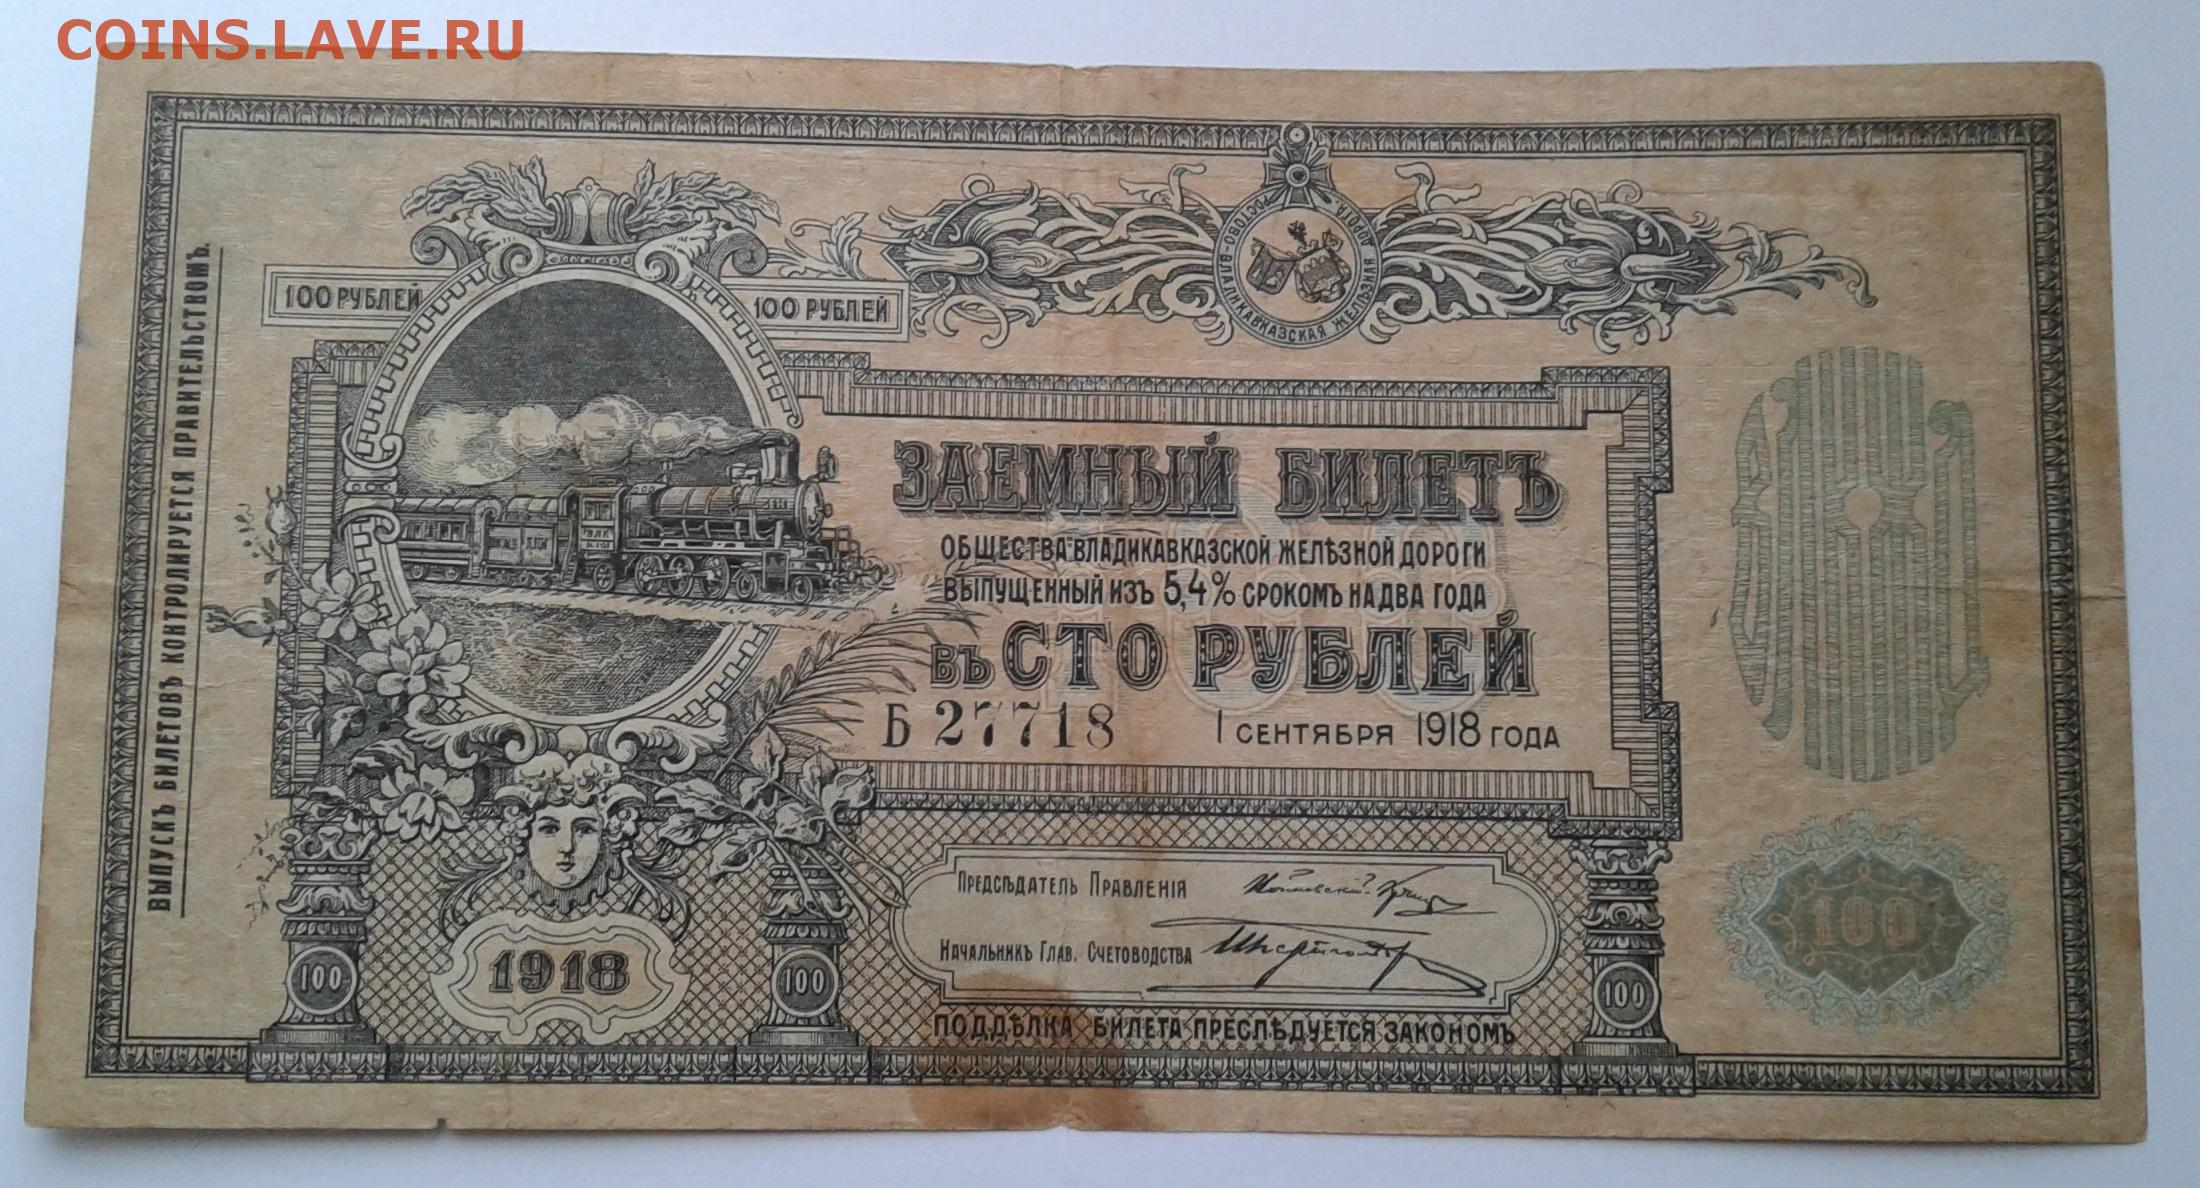 COINS.LAVE.RU
ВЫПУСКЪ БИЛЕТОВЪ КОНТРОЛИРУЕТСЯ ПРАВИТЕЛЬСТВОМЪ.
100 РУБЛЕЙ
100 РУБЛЕЙ
РОСТОВО-ВЛАДИКАВКАЗСКАЯ ЖЕЛѢЗНАЯ ДОРОГА
ЗАЕМНЫЙ БИЛЕТЪ
ОБЩЕСТВА ВЛАДИКАВКАЗСКОЙ ЖЕЛѢЗНОЙ ДОРОГИ
ВЫПУЩЕННЫЙ ИЗЪ 5,4% СРОКОМЪ НА ДВА ГОДА
ВЪ СТО РУБЛЕЙ
Б 27718
1 СЕНТЯБРЯ 1918 ГОДА
ПРЕДСѢДАТЕЛЬ ПРАВЛЕНІЯ
НАЧАЛЬНИКЪ ГЛАВ. СЧЕТОВОДСТВА
1918
100
100
100
100
ПОДДѢЛКА БИЛЕТА ПРЕСЛѢДУЕТСЯ ЗАКОНОМЪ